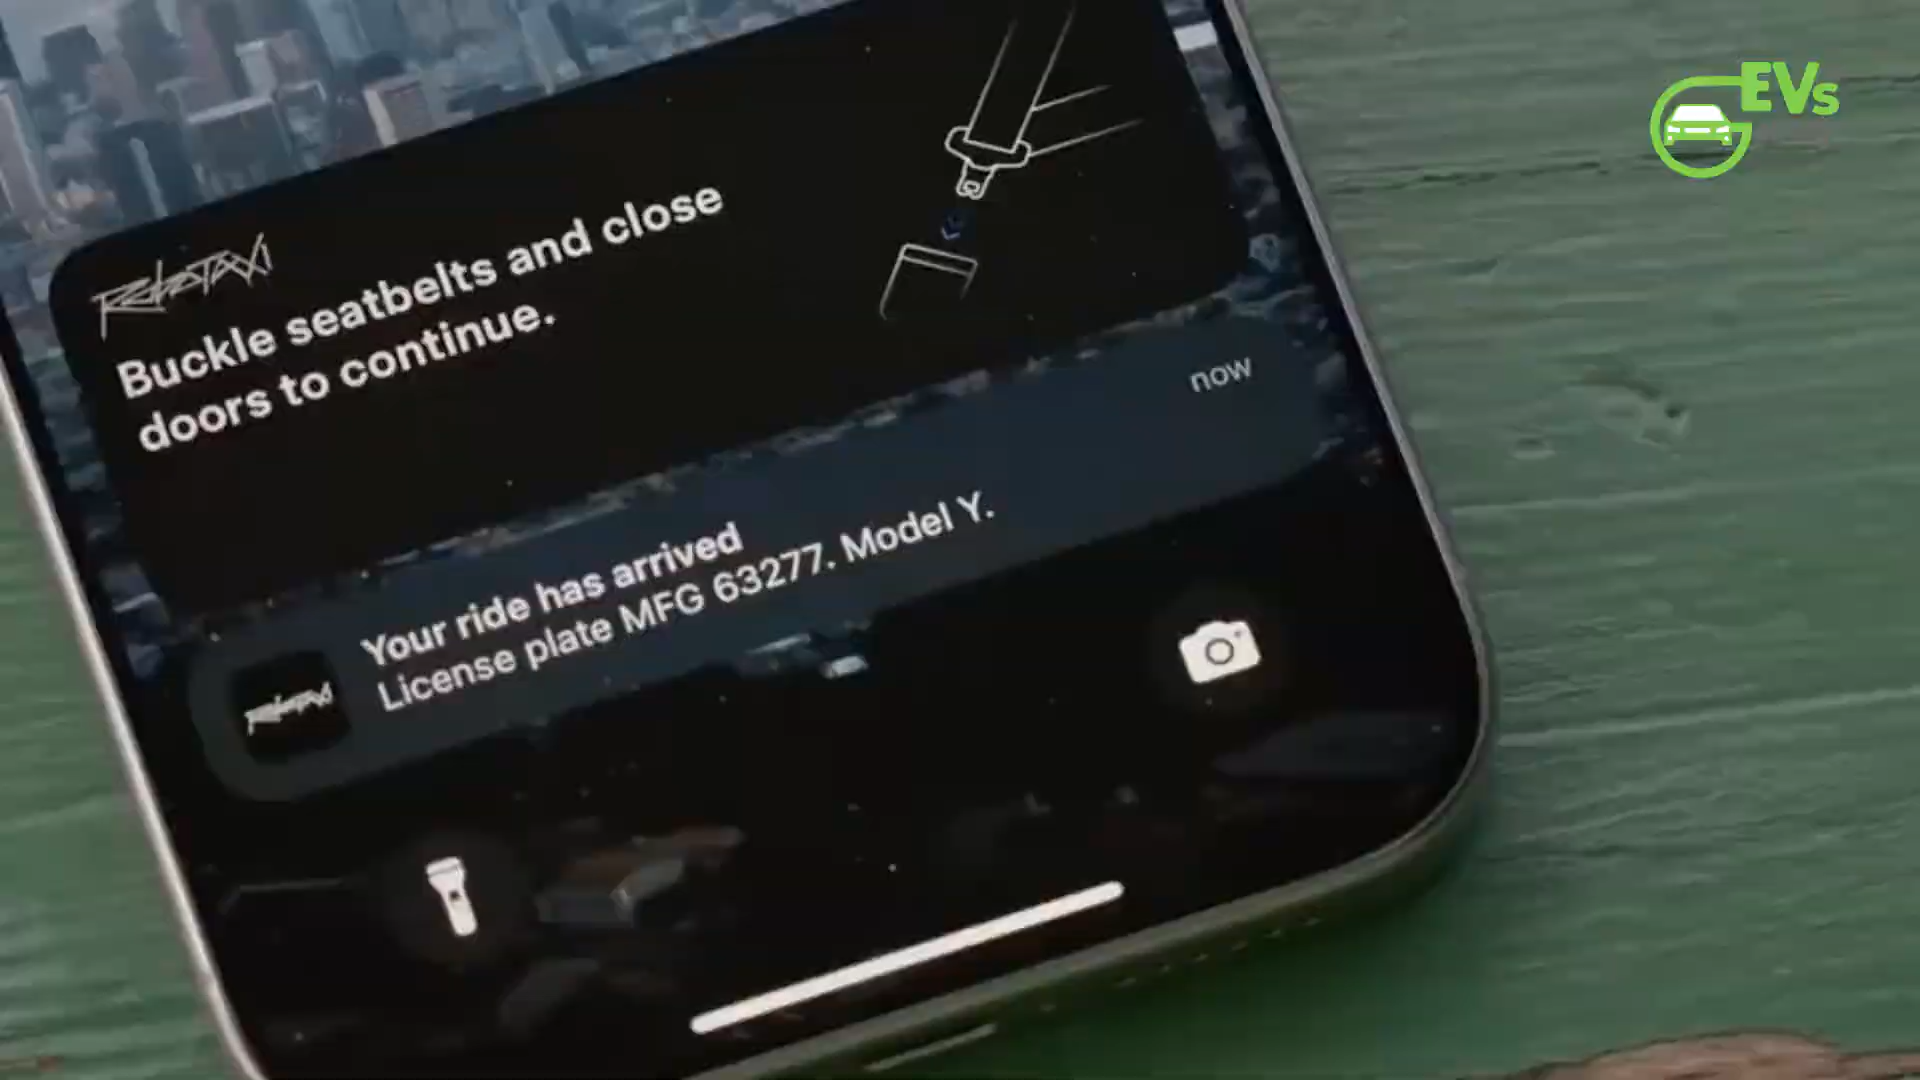 EVs
ROBOTAXI
Buckle seatbelts and close
doors to continue.
now
Your ride has arrived
License plate MFG 63277. Model Y.
ROBOTAXI